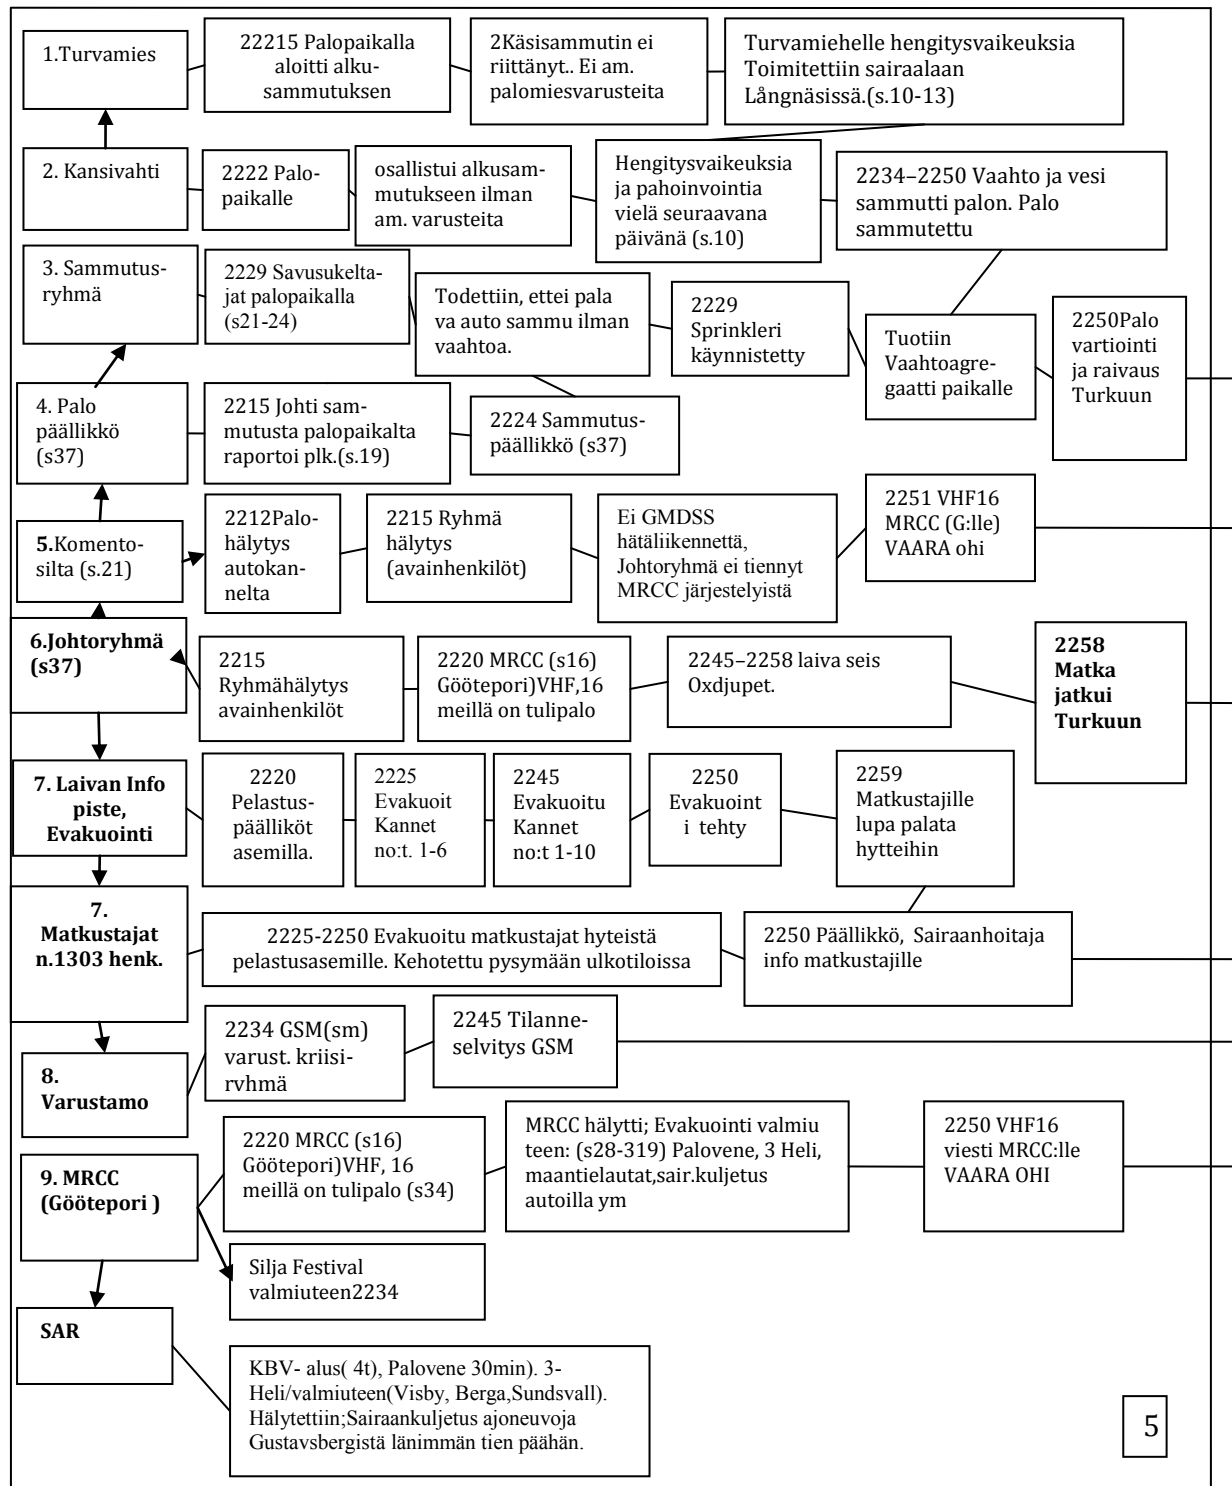 1.Turvamies
22215 Palopaikalla
aloitti alku-
sammutuksen
2Käsisammutin ei
riittänyt.. Ei am.
palomiesvarusteita
Turvamiehelle hengitysvaikeuksia
Toimitettiin sairaalaan
Långnäsissä.(s.10-13)
2. Kansivahti
2222 Palo-
paikalle
osallistui alkusam-
mutukseen ilman
am. varusteita
Hengitysvaikeuksia
ja pahoinvointia
vielä seuraavana
päivänä (s.10)
2234–2250 Vaahto ja vesi
sammutti palon. Palo
sammutettu
3. Sammutus-
ryhmä
2229 Savusukelta-
jat palopaikalla
(s21-24)
Todettiin, ettei pala
va auto sammu ilman
vaahtoa.
2229
Sprinkleri
käynnistetty
Tuotiin
Vaahtoagre-
gaatti paikalle
2250Palo
vartiointi
ja raivaus
Turkuun
4. Palo
päällikkö
(s37)
2215 Johti sam-
mutusta palopaikalta
raportoi plk.(s.19)
2224 Sammutus-
päällikkö (s37)
5.Komento-
silta (s.21)
2212Palo-
hälytys
autokan-
nelta
2215 Ryhmä
hälytys
(avainhenkilöt)
Ei GMDSS
hätäliikennettä,
Johtoryhmä ei tiennyt
MRCC järjestelyistä
2251 VHF16
MRCC (G:lle)
VAARA ohi
6.Johtoryhmä
(s37)
2215
Ryhmähälytys
avainhenkilöt
2220 MRCC (s16)
Göötepori)VHF,16
meillä on tulipalo
2245–2258 laiva seis
Oxdjupet.
2258
Matka
jatkui
Turkuun
7. Laivan Info
piste,
Evakuointi
2220
Pelastus-
päälliköt
asemilla.
2225
Evakuoit
Kannet
no:t. 1-6
2245
Evakuoitu
Kannet
no:t 1-10
2250
Evakuoint
i tehty
2259
Matkustajille
lupa palata
hytteihin
7.
Matkustajat
n.1303 henk.
2225-2250 Evakuoitu matkustajat hyteistä
pelastusasemille. Kehotettu pysymään ulkotiloissa
2250 Päällikkö, Sairaanhoitaja
info matkustajille
8.
Varustamo
2234 GSM(sm)
varust. kriisi-
ryhmä
2245 Tilanne-
selvitys GSM
9. MRCC
(Göötepori )
2220 MRCC (s16)
Göötepori)VHF, 16
meillä on tulipalo (s34)
MRCC hälytti; Evakuointi valmiu
teen: (s28-319) Palovene, 3 Heli,
maantielautat,sair.kuljetus
autoilla ym
2250 VHF16
viesti MRCC:lle
VAARA OHI
Silja Festival
valmiuteen2234
SAR
KBV- alus( 4t), Palovene 30min). 3-
Heli/valmiuteen(Visby, Berga,Sundsvall).
Hälytettiin;Sairaankuljetus ajoneuvoja
Gustavsbergistä länimmän tien päähän.
5